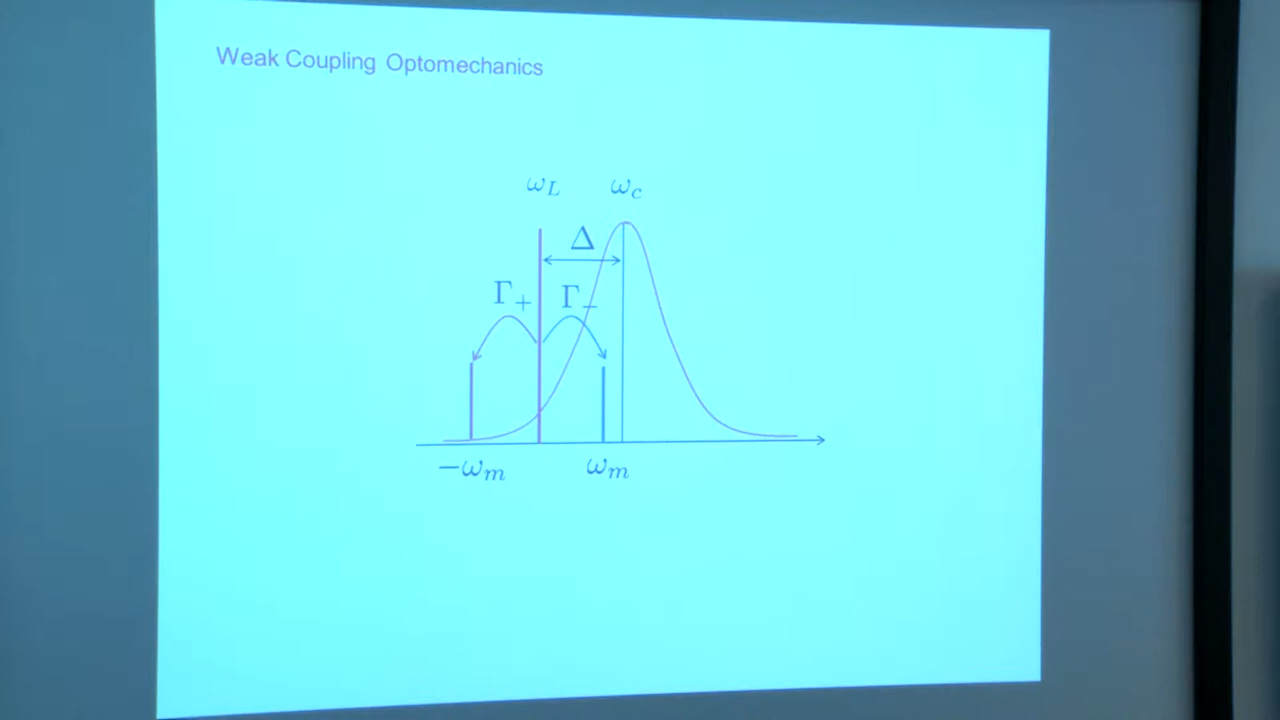 Weak Coupling Optomechanics
ω_L ω_c
Δ
Γ_+ Γ_-
-ω_m ω_m